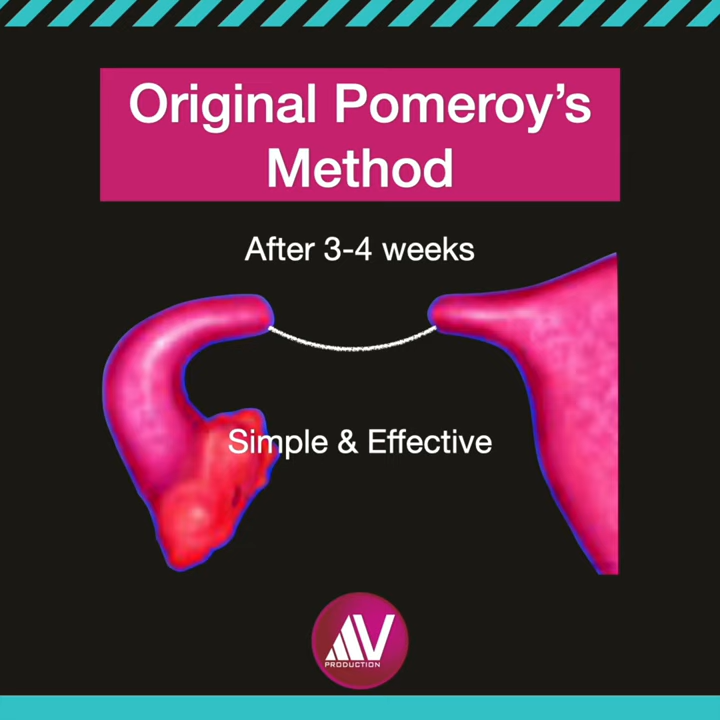 Original Pomeroy’s
Method
After 3-4 weeks
Simple & Effective
AV
PRODUCTION